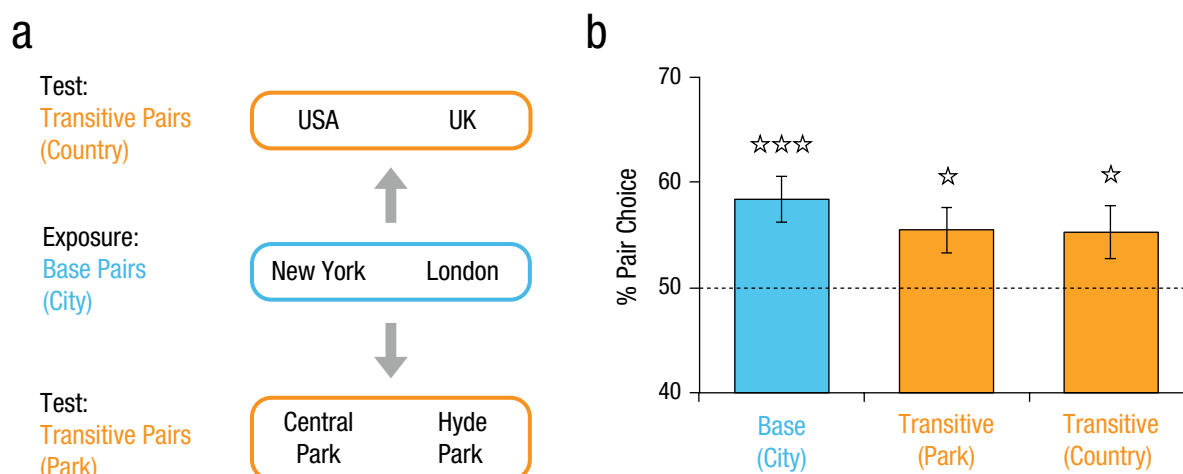 a
Test:
Transitive Pairs
(Country)
USA UK
Exposure:
Base Pairs
(City)
New York London
Test:
Transitive Pairs
(Park)
Central Park
Hyde Park
b
% Pair Choice
70
60
50
40
Base
(City)
Transitive
(Park)
Transitive
(Country)